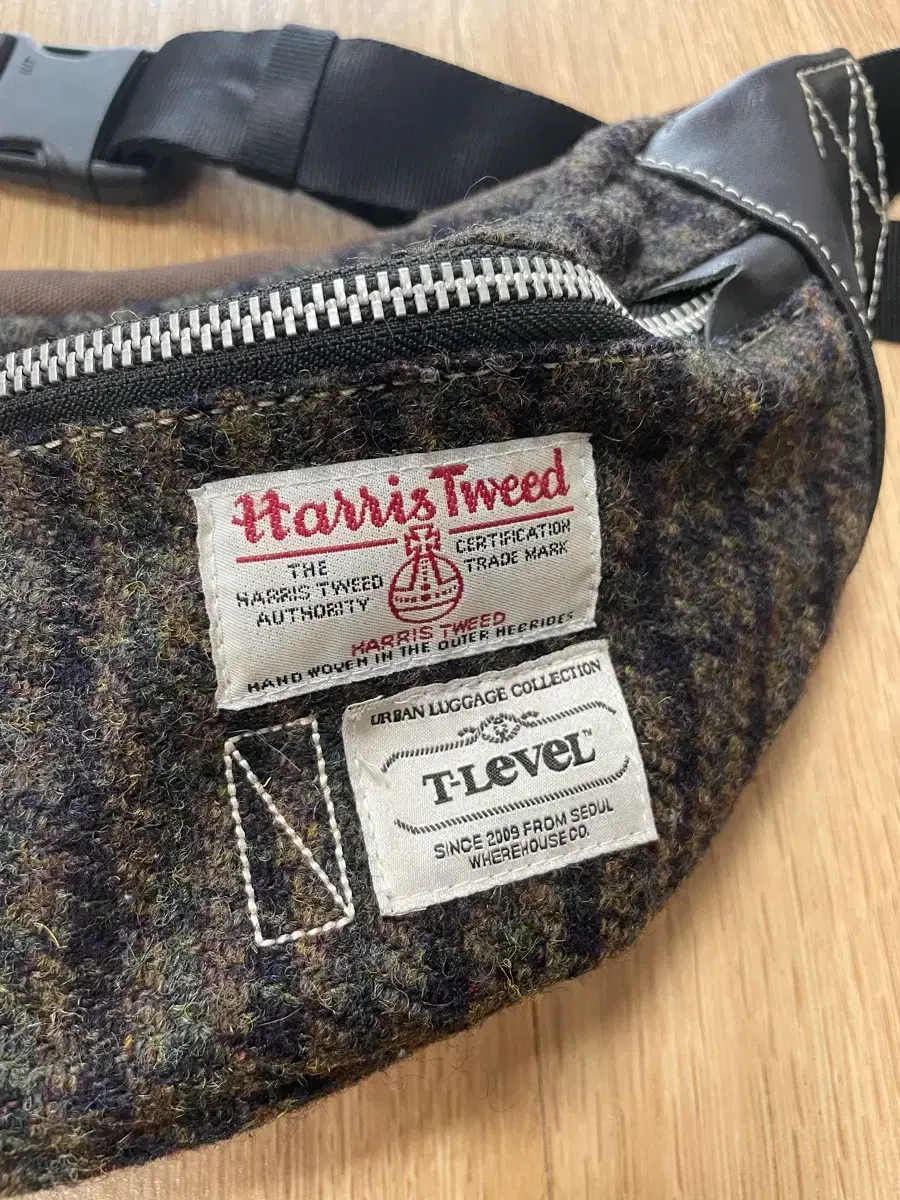 Harris Tweed
THE
HARRIS TWEED
AUTHORITY
CERTIFICATION
TRADE MARK
HARRIS TWEED
HAND WOVEN IN THE OUTER HEBRIDES
URBAN LUGGAGE COLLECTION
T-LEVEL™
SINCE 2009 FROM SEOUL
WHEREHOUSE CO.